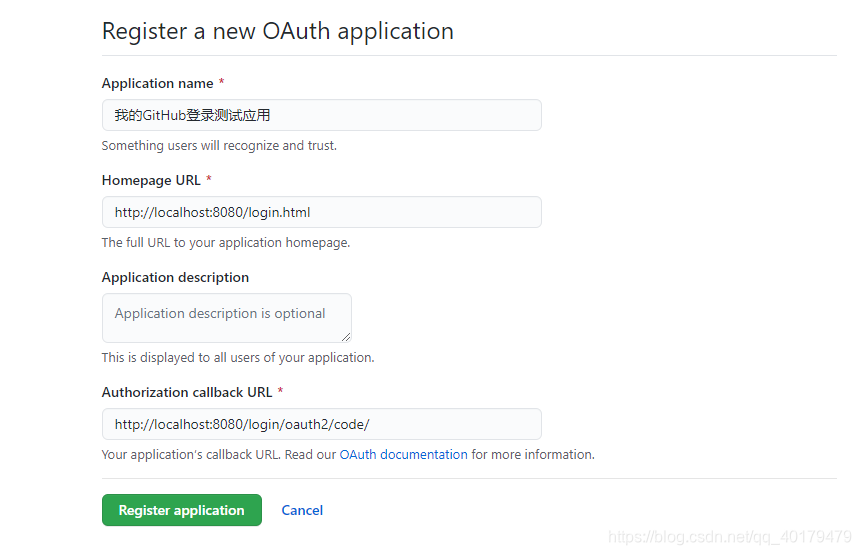 Register a new OAuth application
Application name *
我的GitHub登录测试应用
Something users will recognize and trust.
Homepage URL *
http://localhost:8080/login.html
The full URL to your application homepage.
Application description
Application description is optional
This is displayed to all users of your application.
Authorization callback URL *
http://localhost:8080/login/oauth2/code/
Your application's callback URL. Read our OAuth documentation for more information.
Register application Cancel
https://blog.csdn.net/qq_40179479